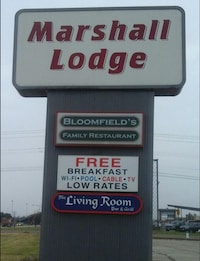 Marshall
Lodge
BLOOMFIELD'S
FAMILY RESTAURANT
FREE
BREAKFAST
WI-FI•POOL•CABLE•TV
LOW RATES
The Living Room
Bar & Grill